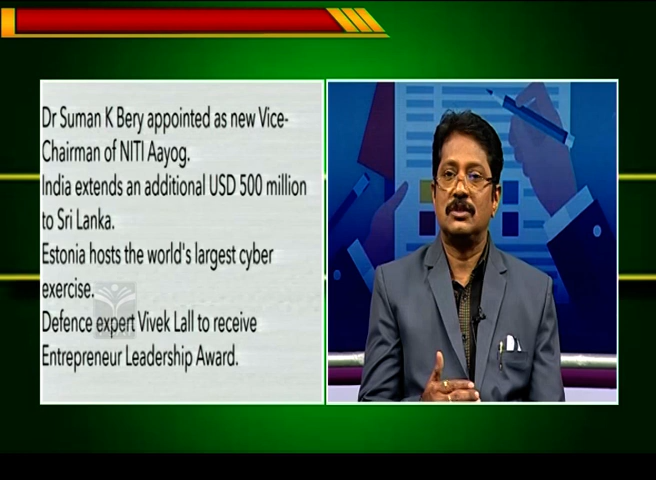 Dr Suman K Bery appointed as new Vice-
Chairman of NITI Aayog.
India extends an additional USD 500 million
to Sri Lanka.
Estonia hosts the world's largest cyber
exercise.
Defence expert Vivek Lall to receive
Entrepreneur Leadership Award.